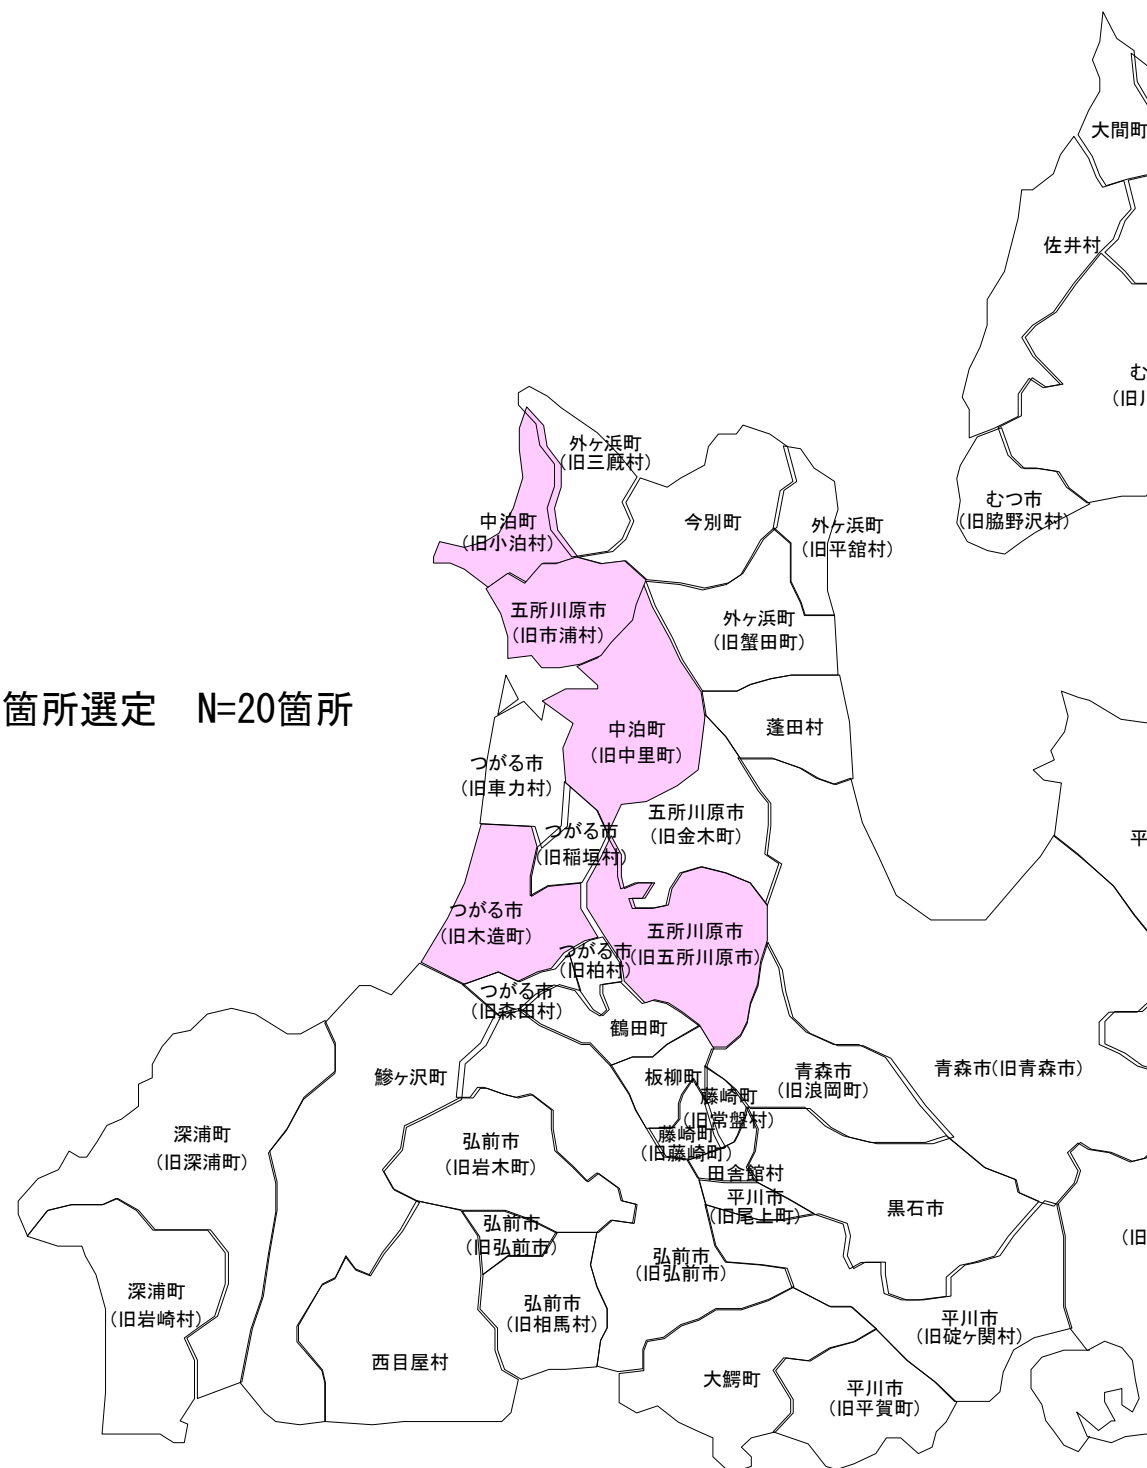 大間町
佐井村
む
(旧川
外ヶ浜町
(旧三厩村)
むつ市
(旧脇野沢村)
中泊町
(旧小泊村)
今別町
外ヶ浜町
(旧平舘村)
五所川原市
(旧市浦村)
外ヶ浜町
(旧蟹田町)
箇所選定　N=20箇所
中泊町
(旧中里町)
蓬田村
つがる市
(旧車力村)
五所川原市
(旧金木町)
つがる市
(旧稲垣村)
平
つがる市
(旧木造町)
五所川原市
(旧五所川原市)
つがる市
(旧柏村)
つがる市
(旧森田村)
鶴田町
鰺ヶ沢町
板柳町
青森市
(旧浪岡町)
青森市(旧青森市)
藤崎町
(旧常盤村)
深浦町
(旧深浦町)
弘前市
(旧岩木町)
藤崎町
(旧藤崎町)
田舎館村
平川市
(旧尾上町)
黒石市
弘前市
(旧弘前市)
(旧
弘前市
(旧弘前市)
深浦町
(旧岩崎村)
弘前市
(旧相馬村)
平川市
(旧碇ヶ関村)
西目屋村
大鰐町
平川市
(旧平賀町)